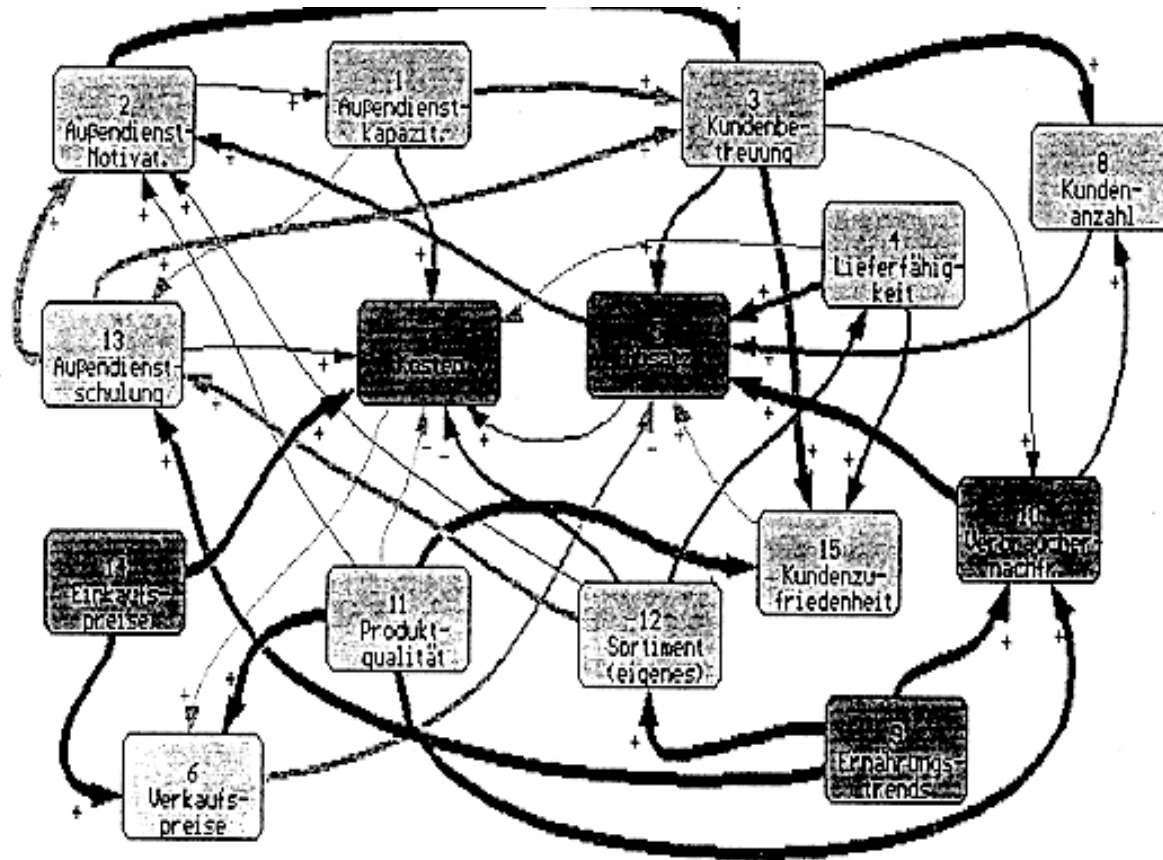 2
Außendienst-
Motivat.
1
Außendienst-
kapazit.
3
Kundenbe-
treuung
8
Kunden-
anzahl
4
Lieferfähig-
keit
13
Außendienst-
schulung
Kosten
Umsatz
10
Verbraucher-
nachfr.
15
Kundenzu-
friedenheit
Einkaufs-
preise
11
Produkt-
qualität
12
Sortiment
(eigenes)
9
Ernährungs-
trends
6
Verkaufs-
preise